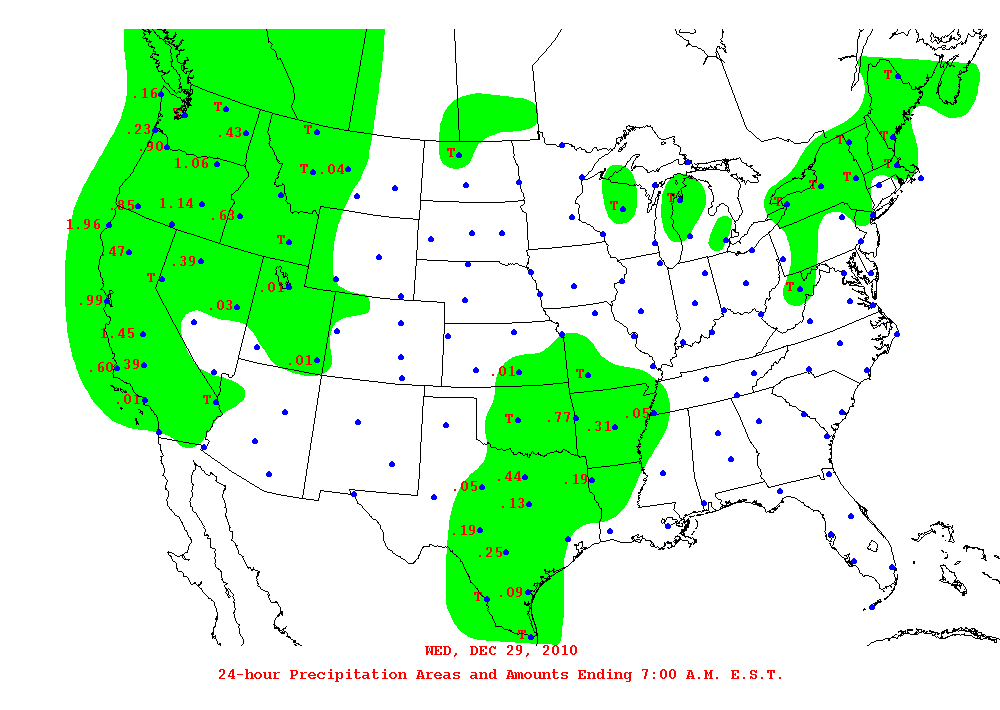 T
.16 T
T
.23 .43 T T
.90 T T
1.06 T .04 T
T T
1.14 T T
.85 .63 T
1.96
T
.47 .39
T .01 T
.99 .03
1.45
.60 .39 .01 .01 T
.01 T
T .77 .31 .05
.05 .44 .19
.13
.19
.25
T .09
T
WED, DEC 29, 2010
24-hour Precipitation Areas and Amounts Ending 7:00 A.M. E.S.T.